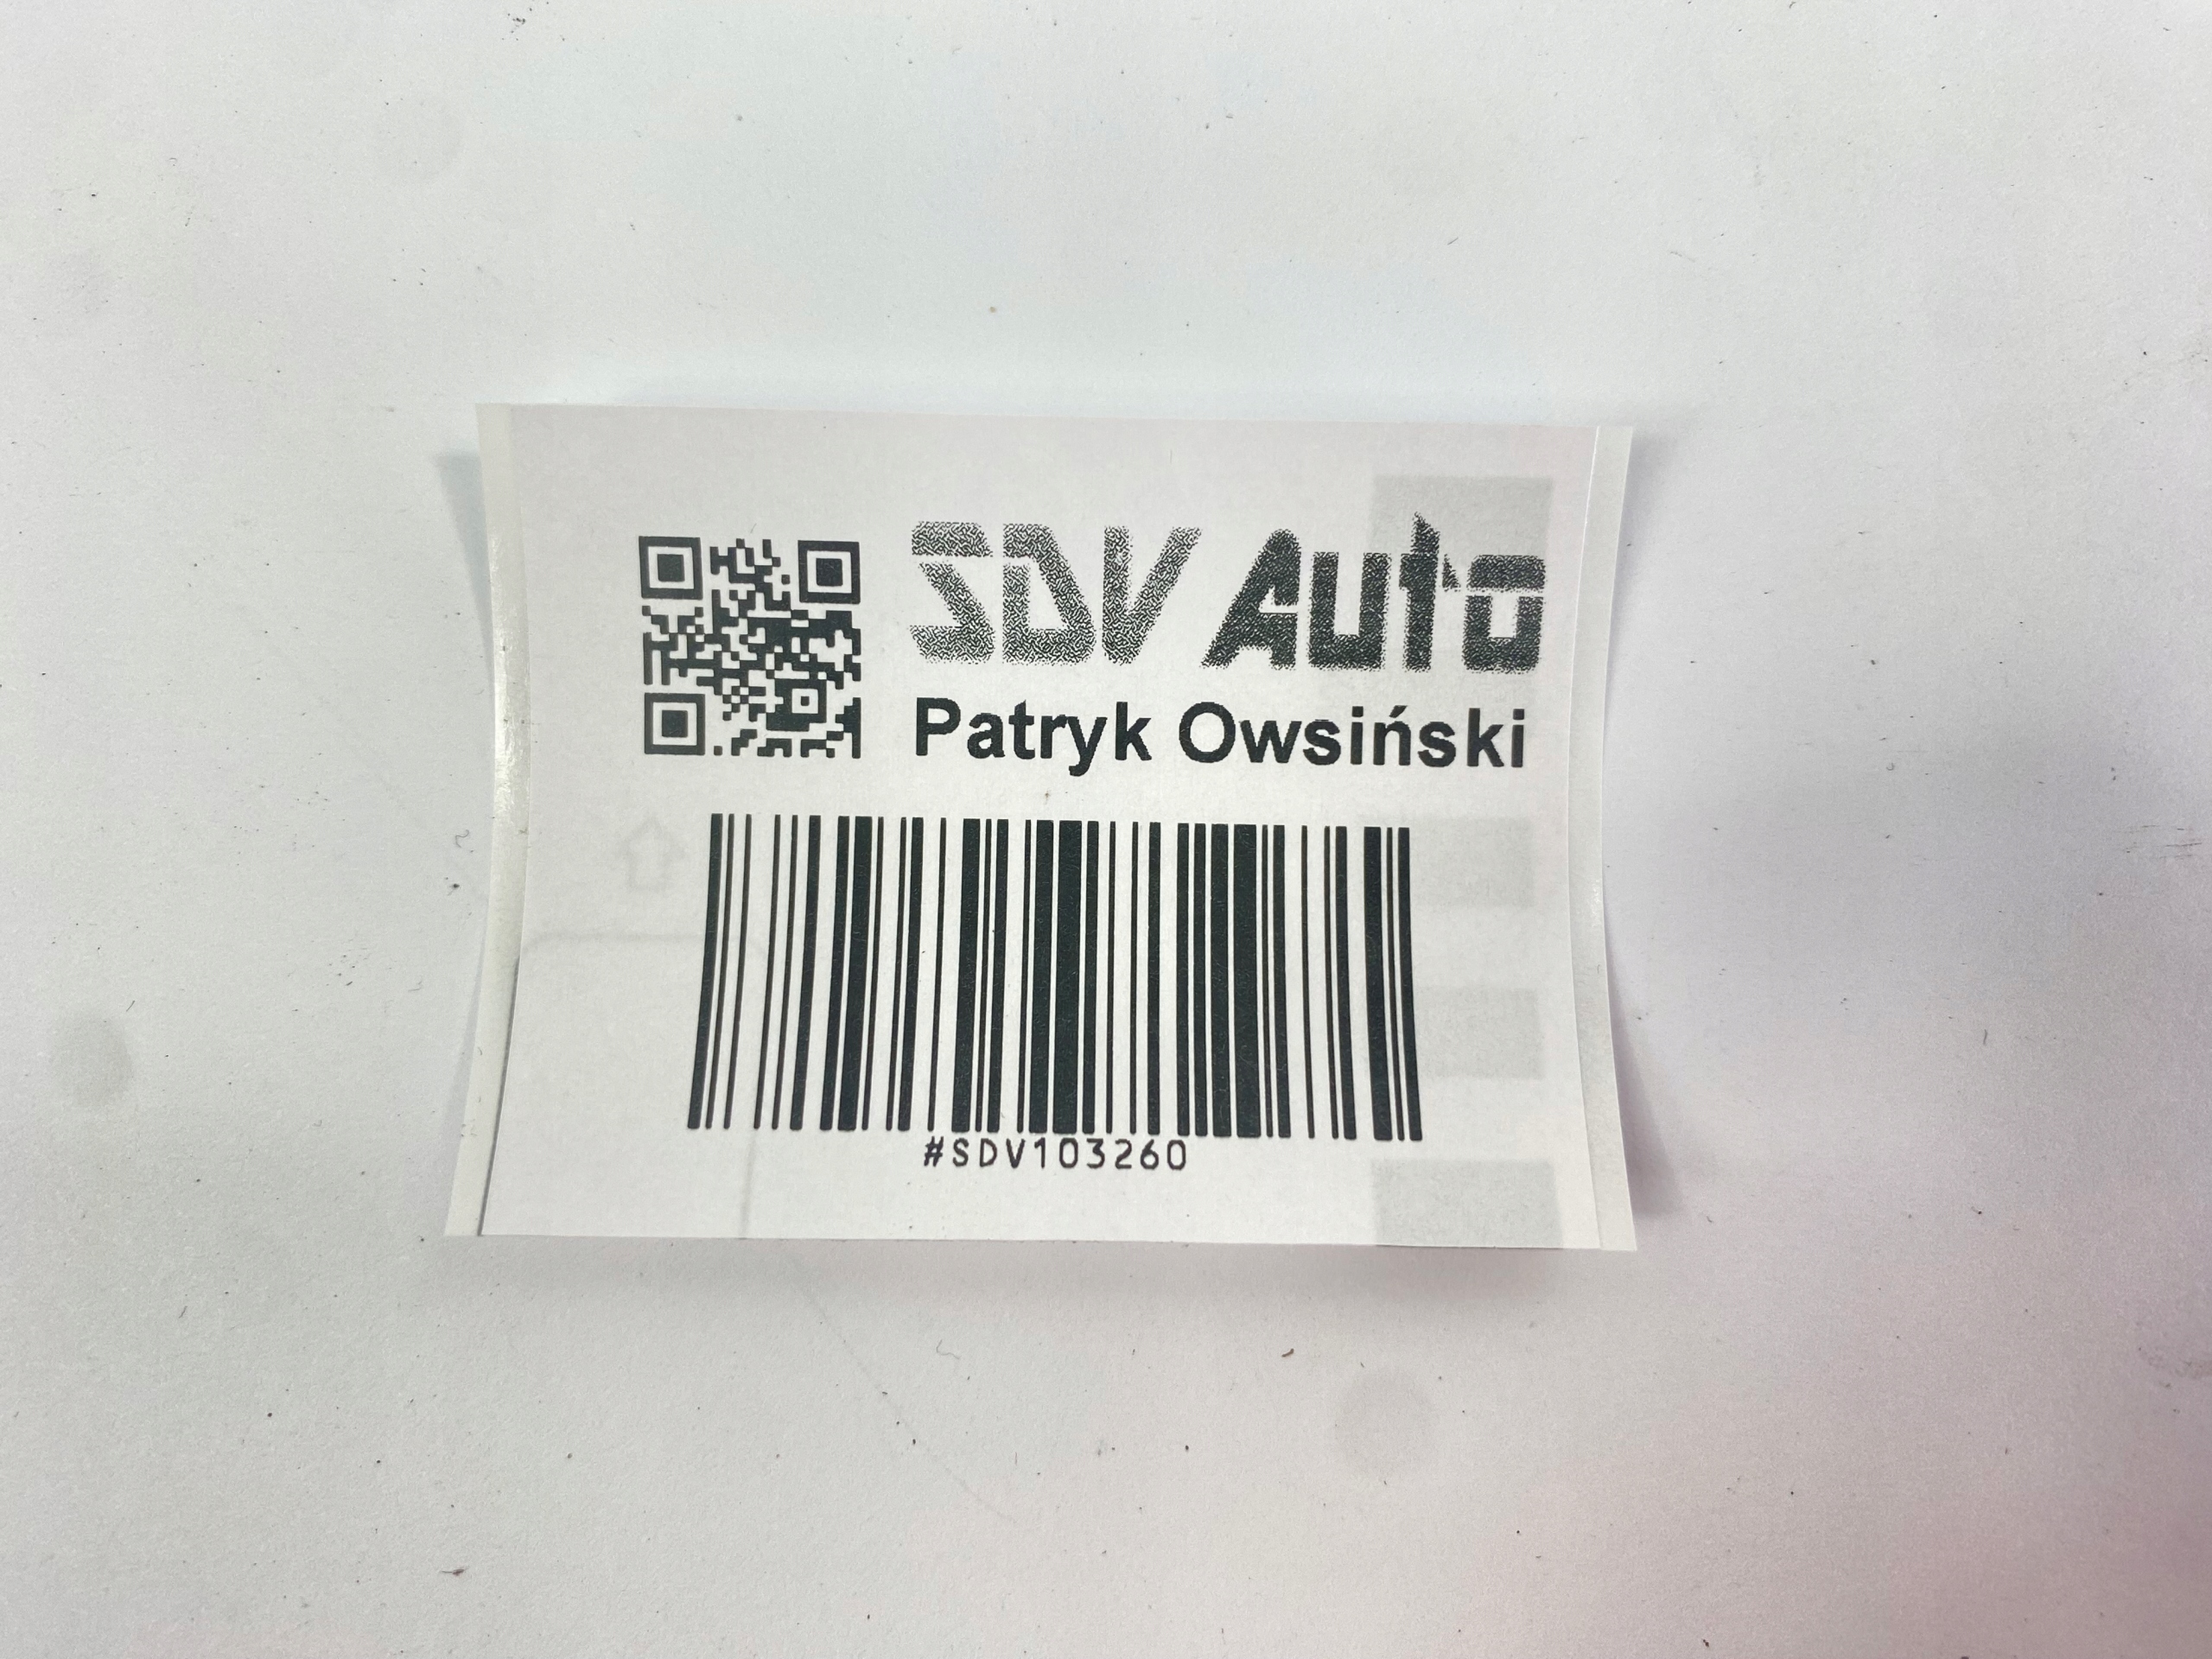 SDV Auto
Patryk Owsiński
#SDV103260